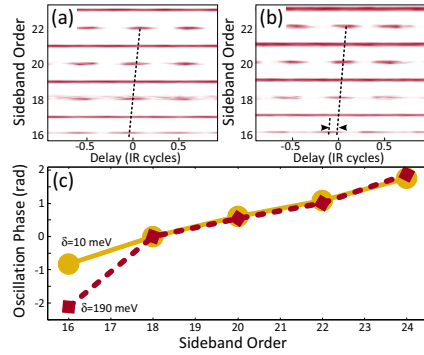 (a)
(b)
Sideband Order
22
20
18
16
-0.5
0
0.5
Delay (IR cycles)
22
20
18
16
-0.5
0
0.5
Delay (IR cycles)
Sideband Order
(c)
Oscillation Phase (rad)
2
1
0
-1
-2
δ=10 meV
δ=190 meV
16
17
18
19
20
21
22
23
24
Sideband Order